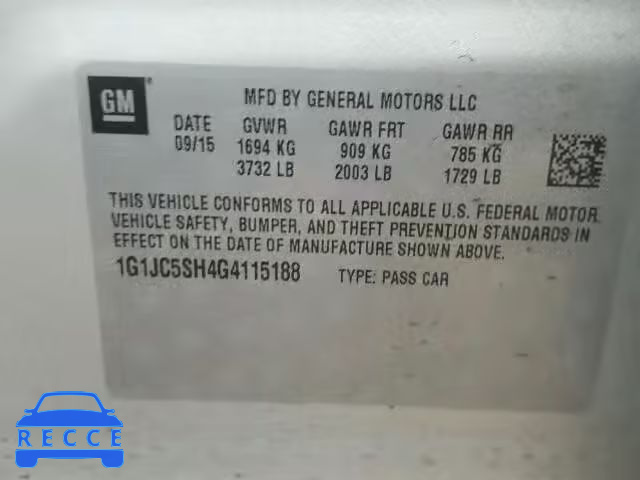 GM
MFD BY GENERAL MOTORS LLC
DATE GVWR GAWR FRT GAWR RR
09/15 1694 KG 909 KG 785 KG
3732 LB 2003 LB 1729 LB
THIS VEHICLE CONFORMS TO ALL APPLICABLE U.S. FEDERAL MOTOR
VEHICLE SAFETY, BUMPER, AND THEFT PREVENTION STANDARDS IN
EFFECT ON THE DATE OF MANUFACTURE SHOWN ABOVE.
1G1JC5SH4G4115188 TYPE: PASS CAR
RECCE